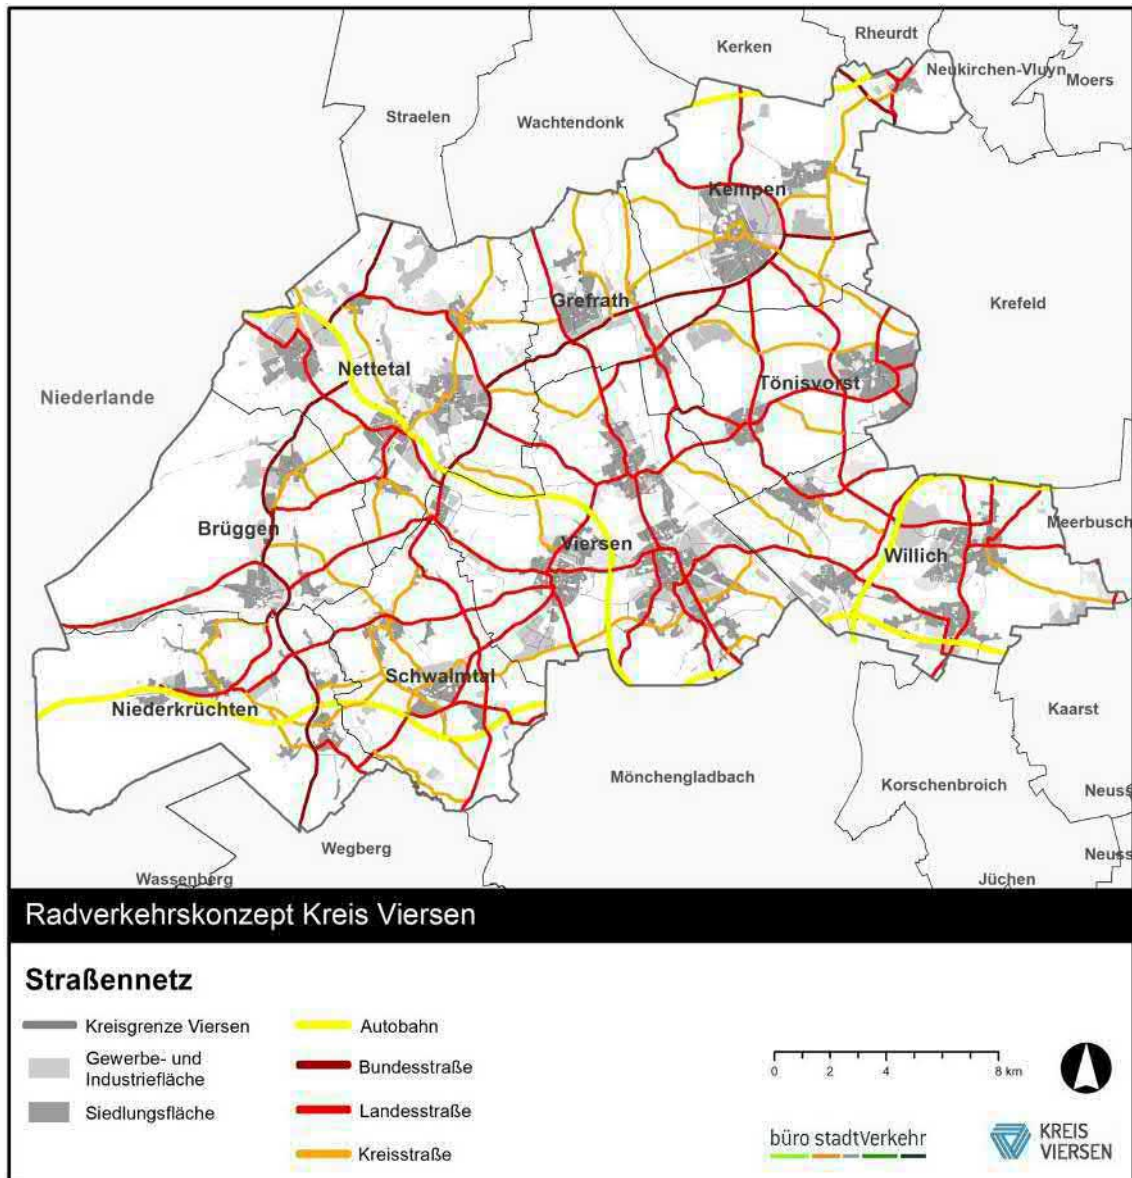 Rheurdt
Kerken
Neukirchen-Vluyn
Moers
Straelen
Wachtendonk
Kempen
Grefrath
Krefeld
Nettetal
Tönisvorst
Niederlande
Brüggen
Viersen
Willich
Meerbusch
Schwalmtal
Niederkrüchten
Kaarst
Mönchengladbach
Korschenbroich
Neuss
Wegberg
Neuss
Wassenberg
Jüchen
Radverkehrskonzept Kreis Viersen
Straßennetz
Kreisgrenze Viersen
Gewerbe- und
Industriefläche
Siedlungsfläche
Autobahn
Bundesstraße
Landesstraße
Kreisstraße
0 2 4 8 km
büro stadtVerkehr
KREIS
VIERSEN